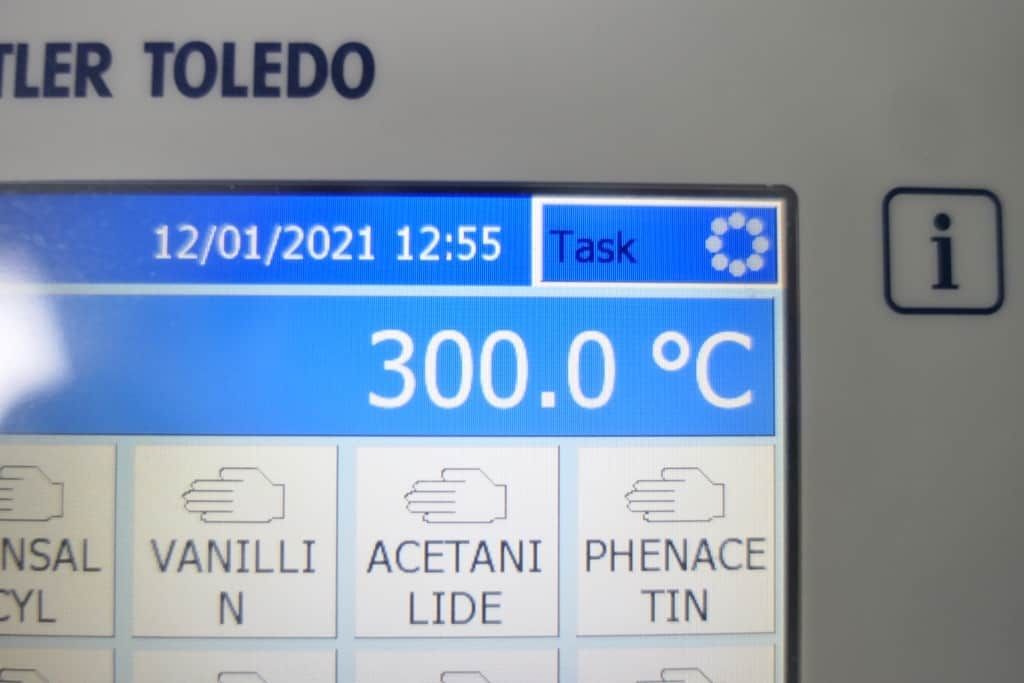 TLER TOLEDO
12/01/2021 12:55
Task
i
300.0 °C
NSAL
CYL
VANILLI
N
ACETANI
LIDE
PHENACE
TIN